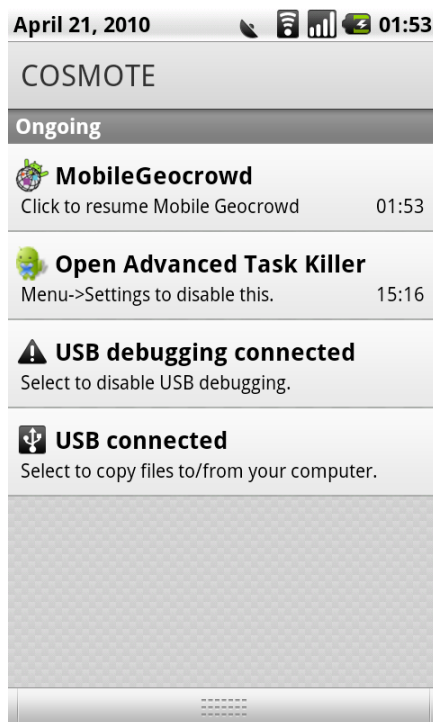 April 21, 2010 01:53
COSMOTE
Ongoing
MobileGeocrowd
Click to resume Mobile Geocrowd 01:53
Open Advanced Task Killer
Menu->Settings to disable this. 15:16
USB debugging connected
Select to disable USB debugging.
USB connected
Select to copy files to/from your computer.